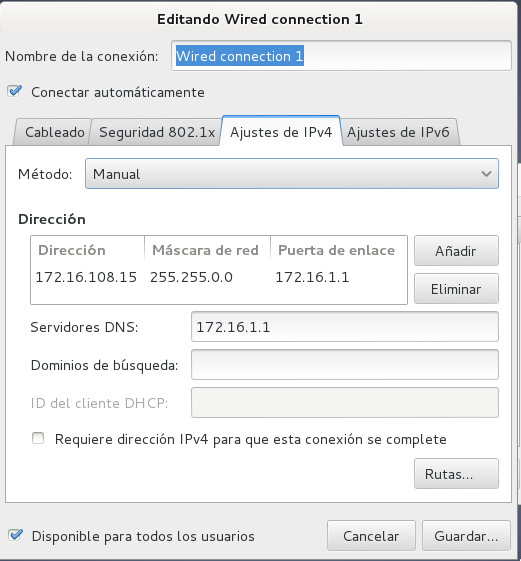 Editando Wired connection 1
Nombre de la conexión: Wired connection 1
Conectar automáticamente
Cableado Seguridad 802.1x Ajustes de IPv4 Ajustes de IPv6
Método: Manual
Dirección
Dirección Máscara de red Puerta de enlace Añadir
172.16.108.15 255.255.0.0 172.16.1.1 Eliminar
Servidores DNS: 172.16.1.1
Dominios de búsqueda:
ID del cliente DHCP:
Requiere dirección IPv4 para que esta conexión se complete
Rutas...
Disponible para todos los usuarios Cancelar Guardar...